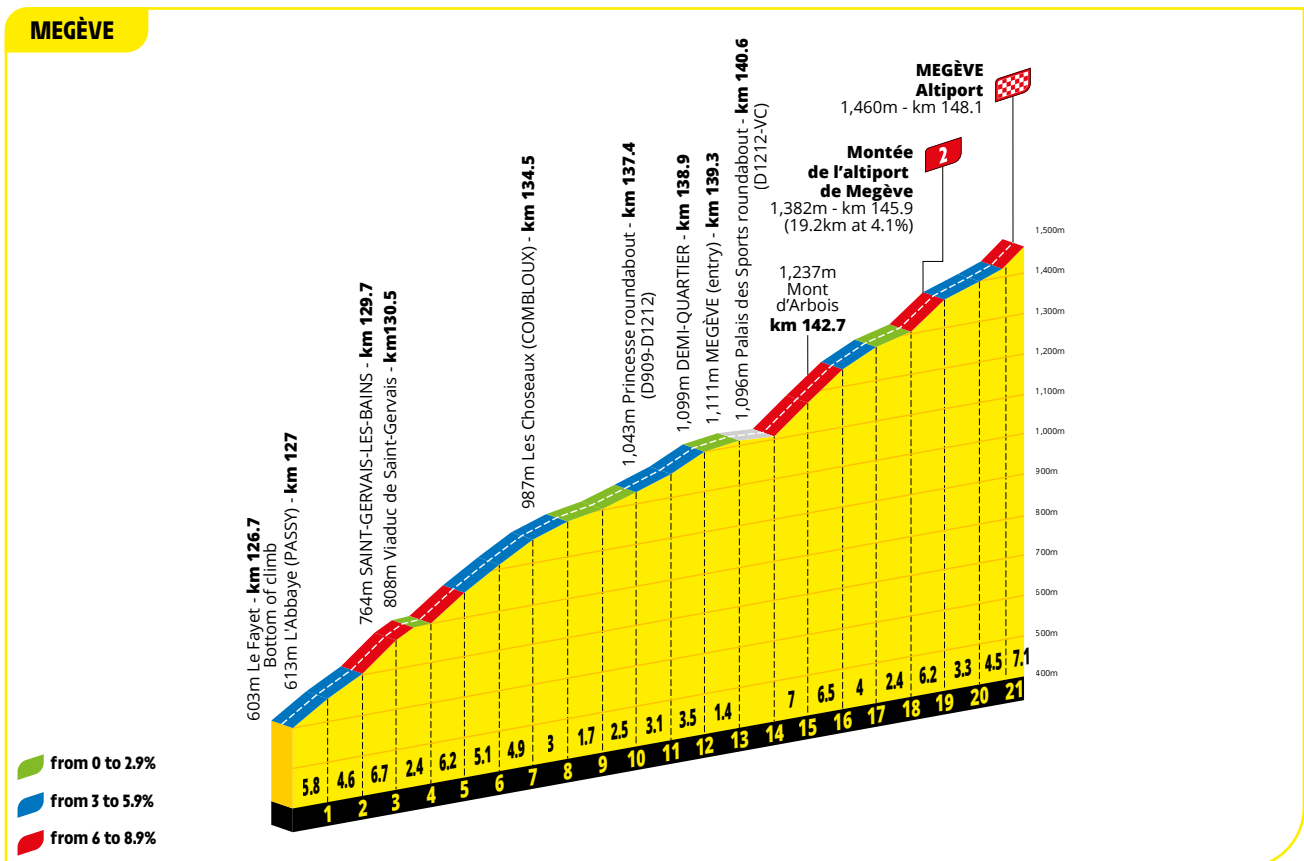 MEGÈVE
603m Le Fayet - km 126.7
Bottom of climb
613m L'Abbaye (PASSY) - km 127
764m SAINT-GERVAIS-LES-BAINS - km 129.7
808m Viaduc de Saint-Gervais - km130.5
987m Les Choseaux (COMBLOUX) - km 134.5
1,043m Princesse roundabout - km 137.4
(D909-D1212)
1,099m DEMI-QUARTIER - km 138.9
1,111m MEGÈVE (entry) - km 139.3
1,096m Palais des Sports roundabout - km 140.6
(D1212-VC)
1,237m
Mont
d'Arbois
km 142.7
2
Montée
de l'altiport
de Megève
1,382m - km 145.9
(19.2km at 4.1%)
MEGÈVE
Altiport
1,460m - km 148.1
1,500m
1,400m
1,300m
1,200m
1,100m
1,000m
900m
800m
700m
600m
500m
400m
5.8 4.6 6.7 2.4 6.2 5.1 4.9 3 1.7 2.5 3.1 3.5 1.4 7 6.5 4 2.4 6.2 3.3 4.5 7.1
1 2 3 4 5 6 7 8 9 10 11 12 13 14 15 16 17 18 19 20 21
from 0 to 2.9%
from 3 to 5.9%
from 6 to 8.9%